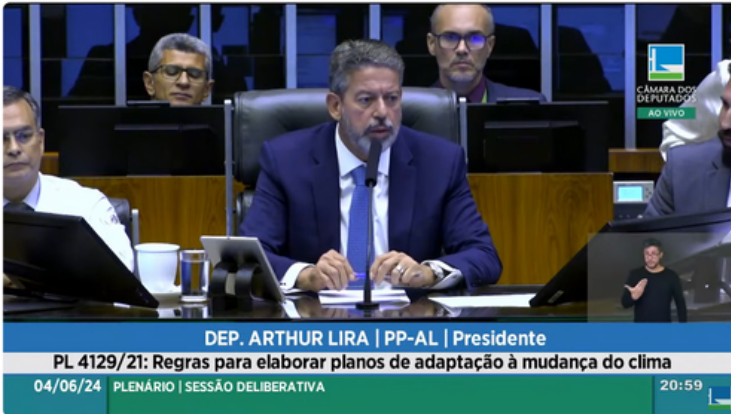 CÂMARA DOS
DEPUTADOS
AO VIVO
DEP. ARTHUR LIRA | PP-AL | Presidente
PL 4129/21: Regras para elaborar planos de adaptação à mudança do clima
04/06/24 PLENÁRIO | SESSÃO DELIBERATIVA 20:59